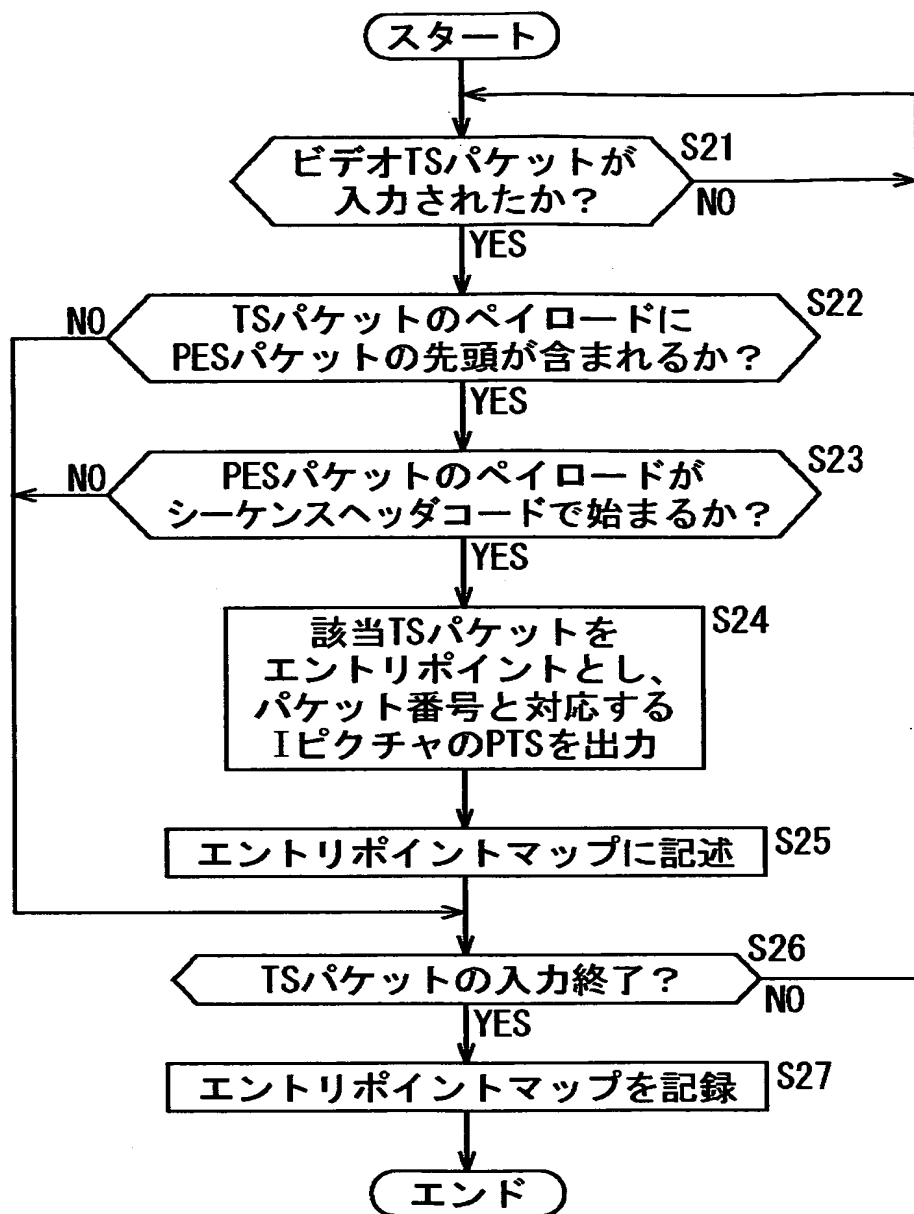 スタート
ビデオTSパケットが
入力されたか？
S21
NO
YES
TSパケットのペイロードに
PESパケットの先頭が含まれるか？
S22
NO
YES
PESパケットのペイロードが
シーケンスヘッダコードで始まるか？
S23
NO
YES
該当TSパケットを
エントリポイントとし、
パケット番号と対応する
IピクチャのPTSを出力
S24
エントリポイントマップに記述
S25
TSパケットの入力終了？
S26
NO
YES
エントリポイントマップを記録
S27
エンド